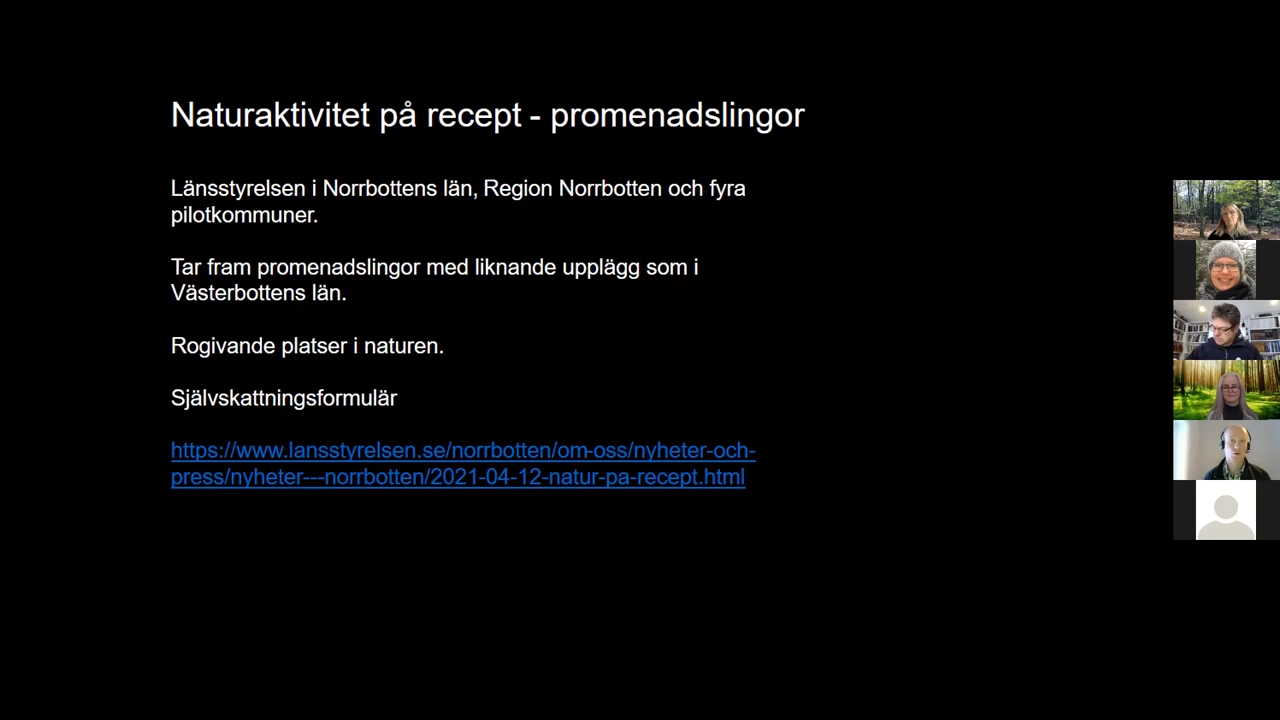 Naturaktivitet på recept - promenadslingor
Länsstyrelsen i Norrbottens län, Region Norrbotten och fyra
pilotkommuner.
Tar fram promenadslingor med liknande upplägg som i
Västerbottens län.
Rogivande platser i naturen.
Självskattningsformulär
https://www.lansstyrelsen.se/norrbotten/om-oss/nyheter-och-
press/nyheter---norrbotten/2021-04-12-natur-pa-recept.html